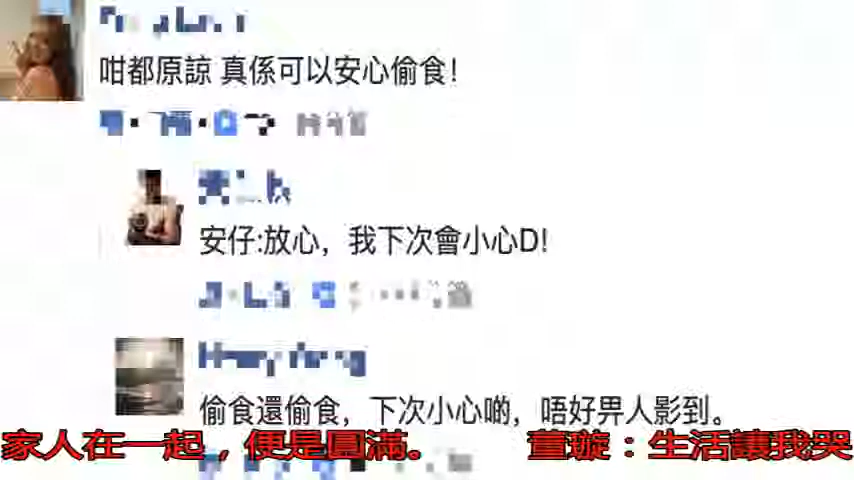 咁都原諒 真係可以安心偷食!
安仔:放心，我下次會小心D!
偷食還偷食，下次小心啲，唔好畀人影到。
家人在一起，便是圓滿。 董璇：生活讓我哭